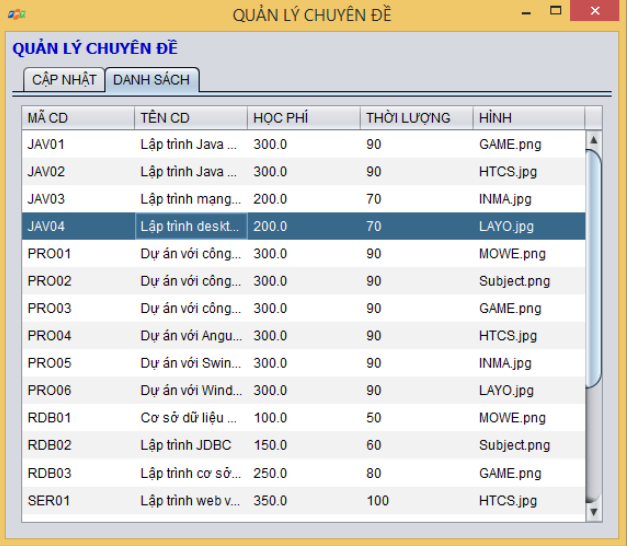 QUẢN LÝ CHUYÊN ĐỀ
QUẢN LÝ CHUYÊN ĐỀ
CẬP NHẬT DANH SÁCH
MÃ CD TÊN CD HỌC PHÍ THỜI LƯỢNG HÌNH
JAV01 Lập trình Java ... 300.0 90 GAME.png
JAV02 Lập trình Java ... 300.0 90 HTCS.jpg
JAV03 Lập trình mạng... 200.0 70 INMA.jpg
JAV04 Lập trình deskt... 200.0 70 LAYO.jpg
PRO01 Dự án với công... 300.0 90 MOWE.png
PRO02 Dự án với công... 300.0 90 Subject.png
PRO03 Dự án với công... 300.0 90 GAME.png
PRO04 Dự án với Angu... 300.0 90 HTCS.jpg
PRO05 Dự án với Swin... 300.0 90 INMA.jpg
PRO06 Dự án với Wind... 300.0 90 LAYO.jpg
RDB01 Cơ sở dữ liệu ... 100.0 50 MOWE.png
RDB02 Lập trình JDBC 150.0 60 Subject.png
RDB03 Lập trình cơ sở... 250.0 80 GAME.png
SER01 Lập trình web v... 350.0 100 HTCS.jpg